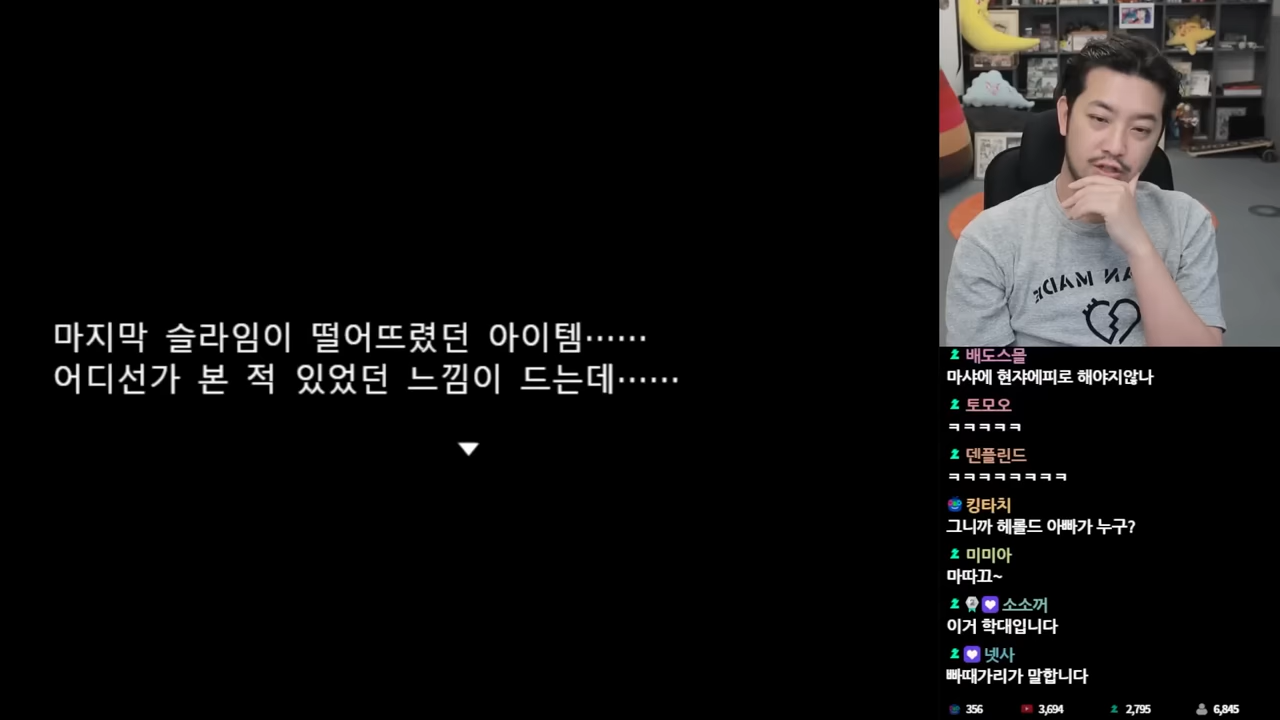 마지막 슬라임이 떨어뜨렸던 아이템……
어디선가 본 적 있었던 느낌이 드는데……
배도스믈
마샤에 현쟈에피로 해야지않나
토모오
ㅋㅋㅋㅋㅋ
덴플린드
ㅋㅋㅋㅋㅋㅋㅋㅋ
킹타치
그니까 헤롤드 아빠가 누구?
미미아
마따끄~
소소꺼
이거 학대입니다
넷사
빠때가리가 말합니다
356 3,694 2,795 6,845